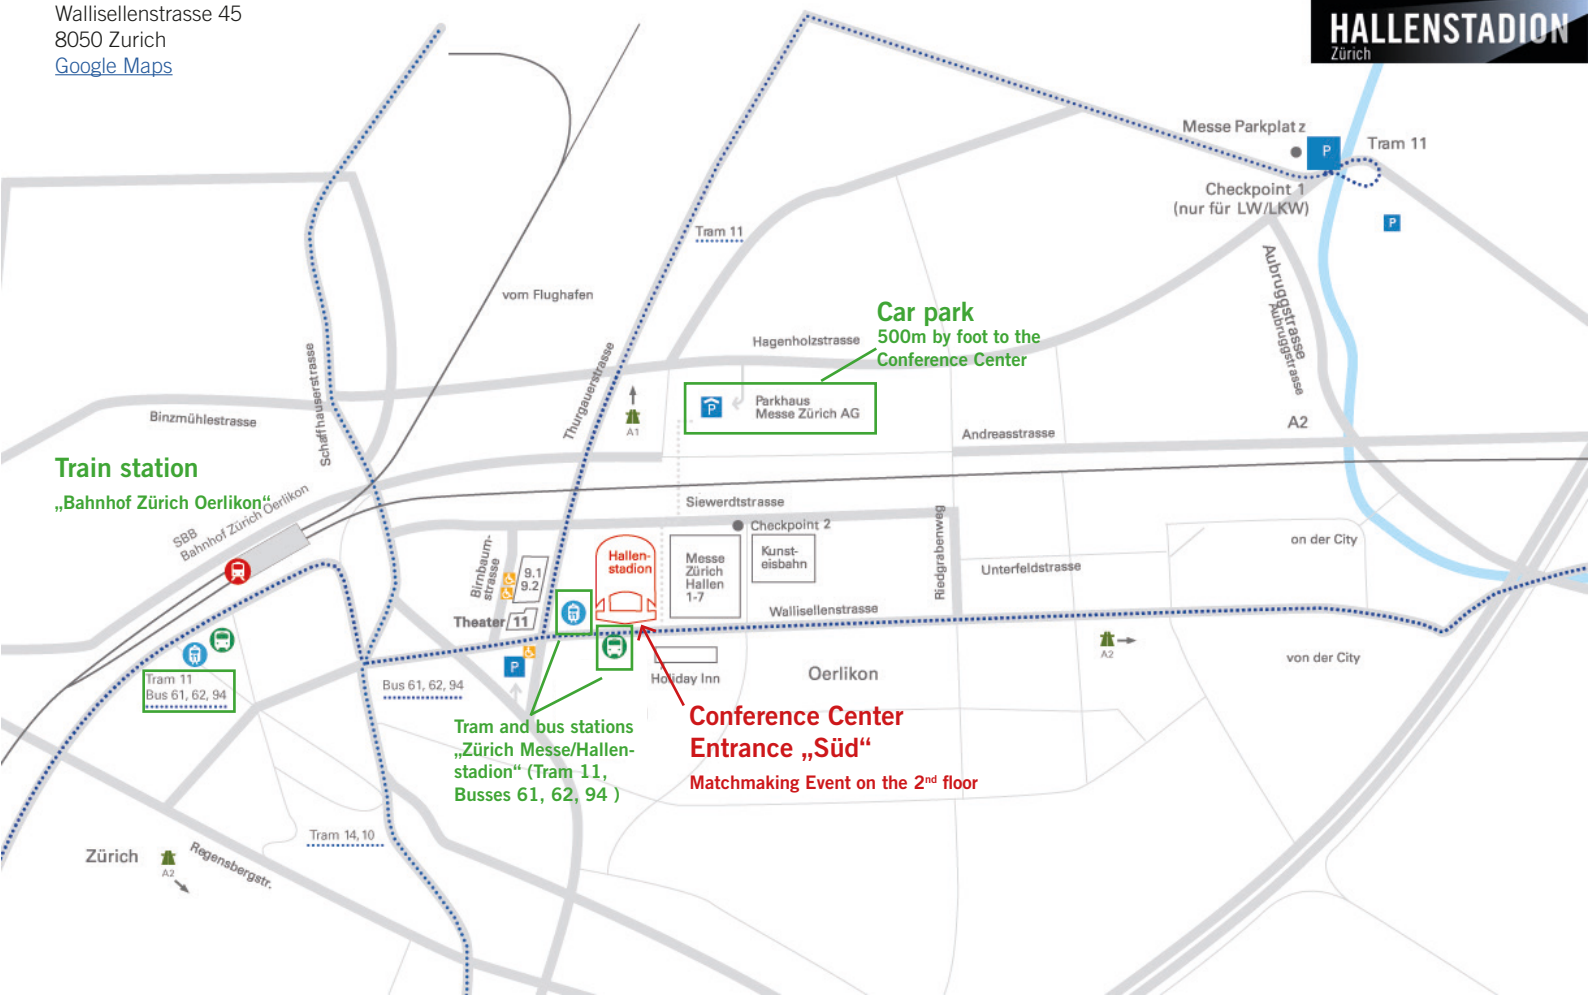 Wallisellenstrasse 45
8050 Zurich
Google Maps
HALLENSTADION
Zürich
Messe Parkplatz
P
Tram 11
Checkpoint 1
(nur für LW/LKW)
P
Tram 11
Aubruggstrasse
Aubruggstrasse
vom Flughafen
Car park
500m by foot to the
Conference Center
Hagenholzstrasse
Schaffhauserstrasse
Thurgauerstrasse
P
Parkhaus
Messe Zürich AG
A1
Binzmühlestrasse
A2
Andreasstrasse
Train station
„Bahnhof Zürich Oerlikon“
SBB
Bahnhof Zürich Oerlikon
Siewerdtstrasse
Checkpoint 2
Riedgrabenweg
Birnbaum-
strasse
9.1
9.2
Hallen-
stadion
Messe
Zürich
Hallen
1-7
Kunst-
eisbahn
on der City
Unterfeldstrasse
Wallisellenstrasse
Theater 11
A2
von der City
P
Holiday Inn
Oerlikon
Tram 11
Bus 61, 62, 94
Bus 61, 62, 94
Tram and bus stations
„Zürich Messe/Hallen-
stadion“ (Tram 11,
Busses 61, 62, 94 )
Conference Center
Entrance „Süd“
Matchmaking Event on the 2nd floor
Tram 14, 10
Zürich
A2
Regensbergstr.